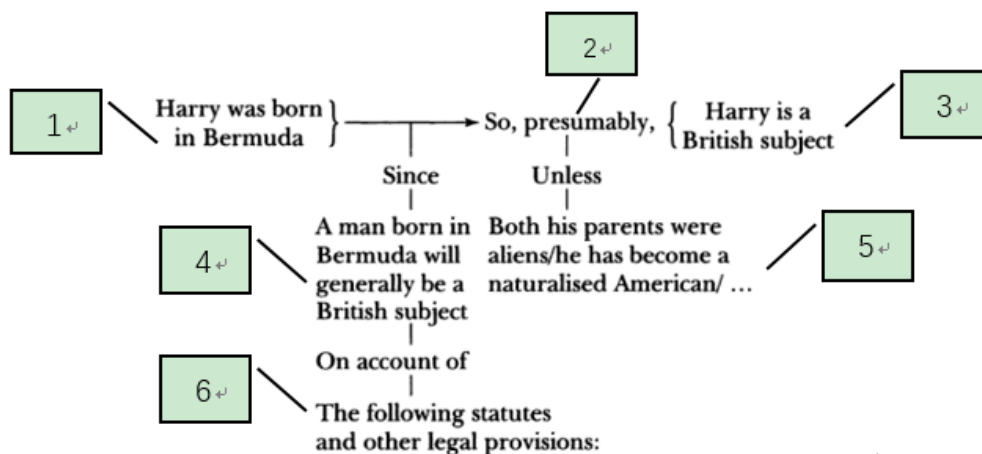 2
1
Harry was born
in Bermuda
So, presumably,
Harry is a
British subject
3
Since
Unless
4
A man born in
Bermuda will
generally be a
British subject
Both his parents were
aliens/he has become a
naturalised American/ ...
5
On account of
6
The following statutes
and other legal provisions: